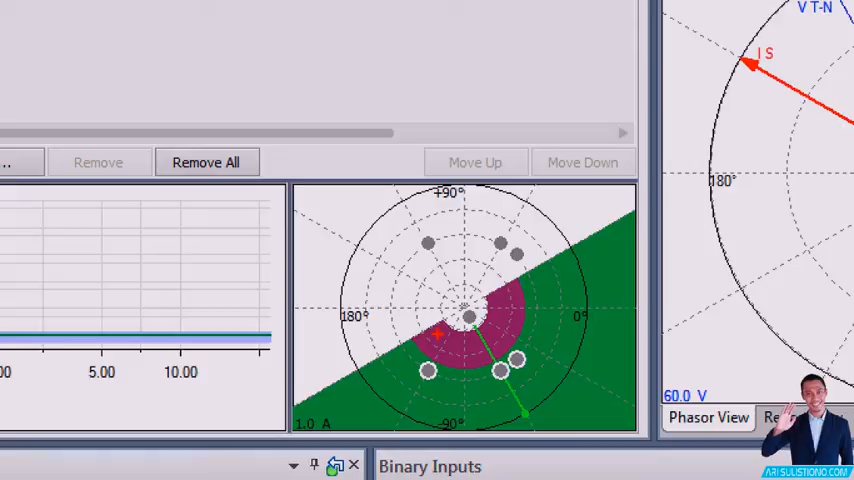 V T-N
I S
180°
...
Remove
Remove All
Move Up
Move Down
+90°
180°
0°
-90°
1.0 A
00
5.00
10.00
60.0 V
Phasor View
Binary Inputs
ARI SULISTIONO.COM